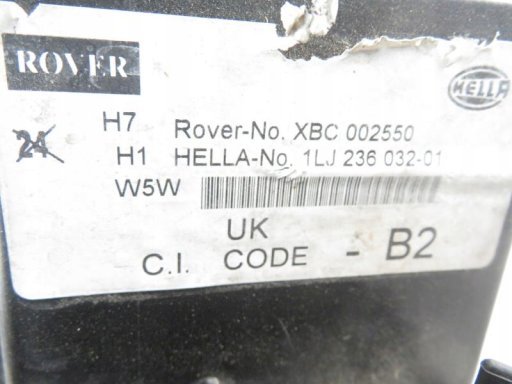 ROVER
HELLA
H7 Rover-No. XBC 002550
24
H1 HELLA-No. 1LJ 236 032-01
W5W
UK
C.I. CODE - B2